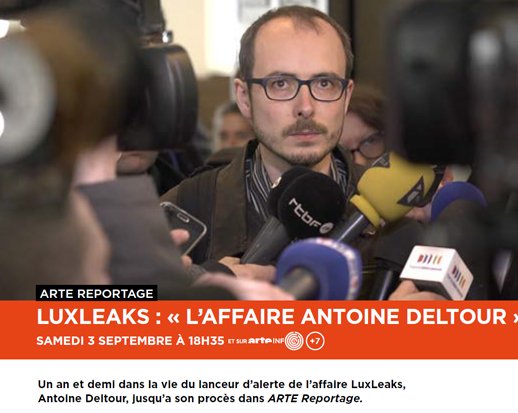 rtbf.be
ARTE REPORTAGE
LUXLEAKS : « L'AFFAIRE ANTOINE DELTOUR »
SAMEDI 3 SEPTEMBRE À 18H35 ET SUR arte INFO +7
Un an et demi dans la vie du lanceur d'alerte de l'affaire LuxLeaks,
Antoine Deltour, jusqu'a son procès dans ARTE Reportage.